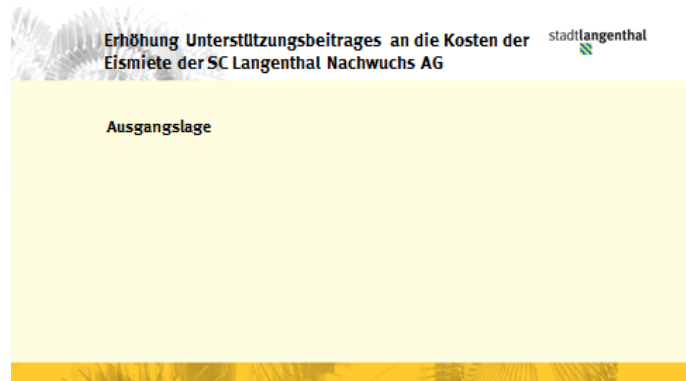 Erhöhung Unterstützungsbeitrages an die Kosten der
Eismiete der SC Langenthal Nachwuchs AG
stadtlangenthal
Ausgangslage